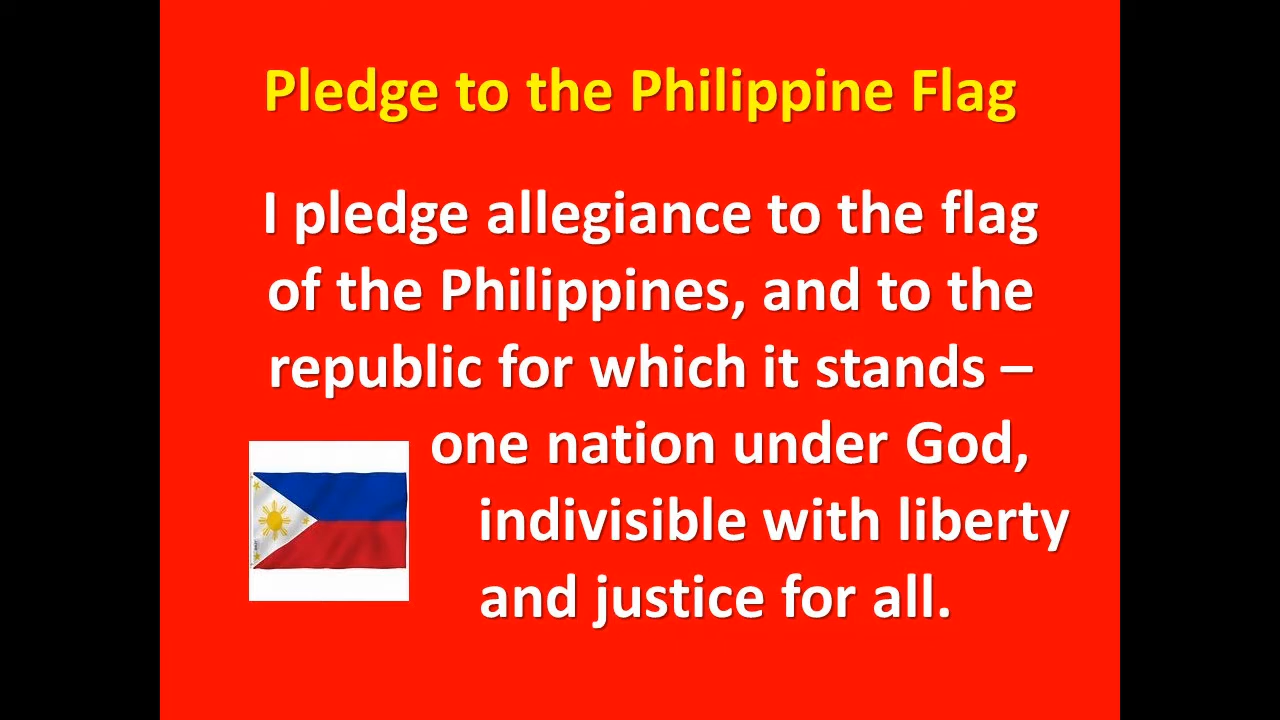 Pledge to the Philippine Flag
I pledge allegiance to the flag
of the Philippines, and to the
republic for which it stands –
one nation under God,
indivisible with liberty
and justice for all.